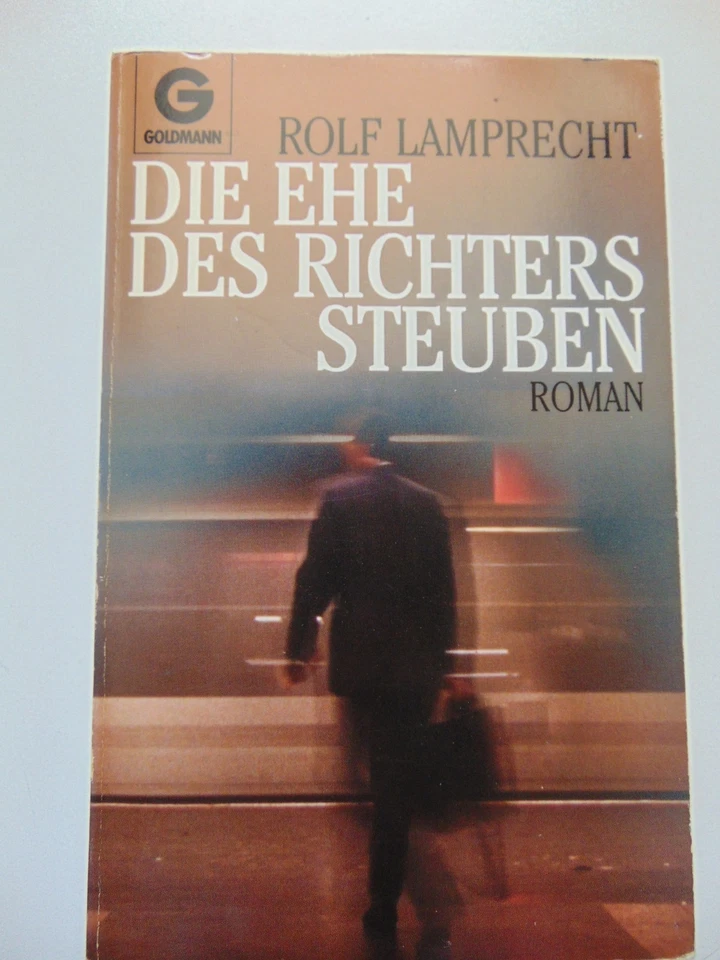 G
GOLDMANN
ROLF LAMPRECHT
DIE EHE
DES RICHTERS
STEUBEN
ROMAN